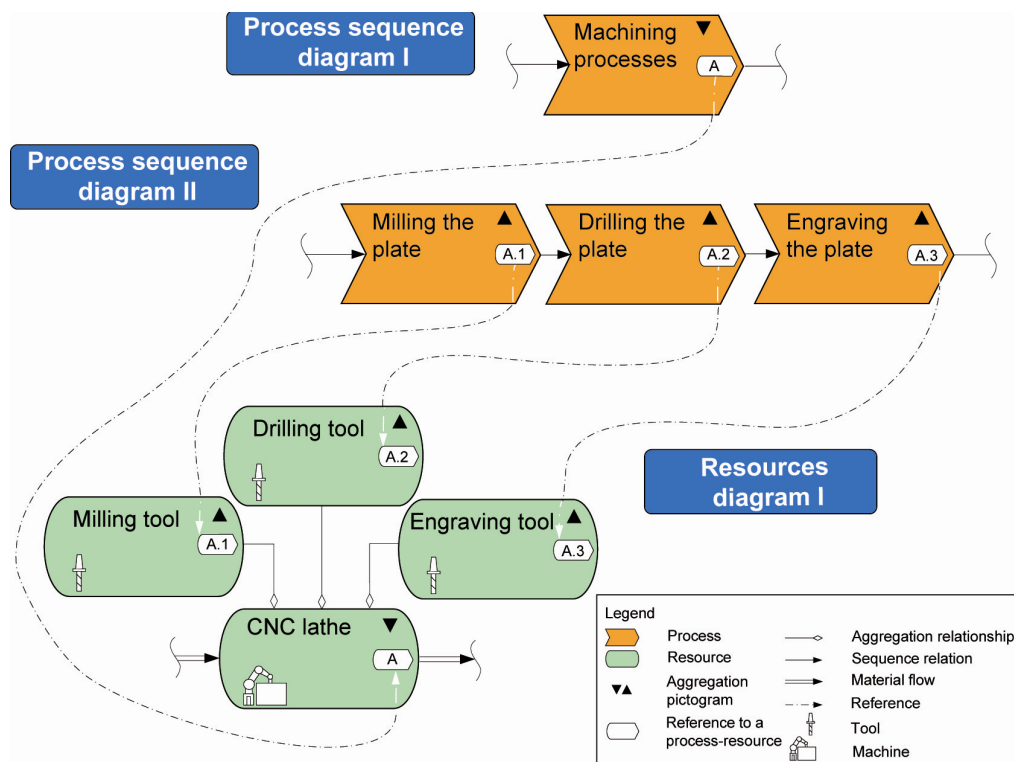 Process sequence
diagram I
Machining
processes
A
Process sequence
diagram II
Milling the
plate
A.1
Drilling the
plate
A.2
Engraving
the plate
A.3
Drilling tool
A.2
Milling tool
A.1
Engraving tool
A.3
Resources
diagram I
CNC lathe
A
Legend
Process
Resource
Aggregation
pictogram
Reference to a
process-resource
Aggregation relationship
Sequence relation
Material flow
Reference
Tool
Machine